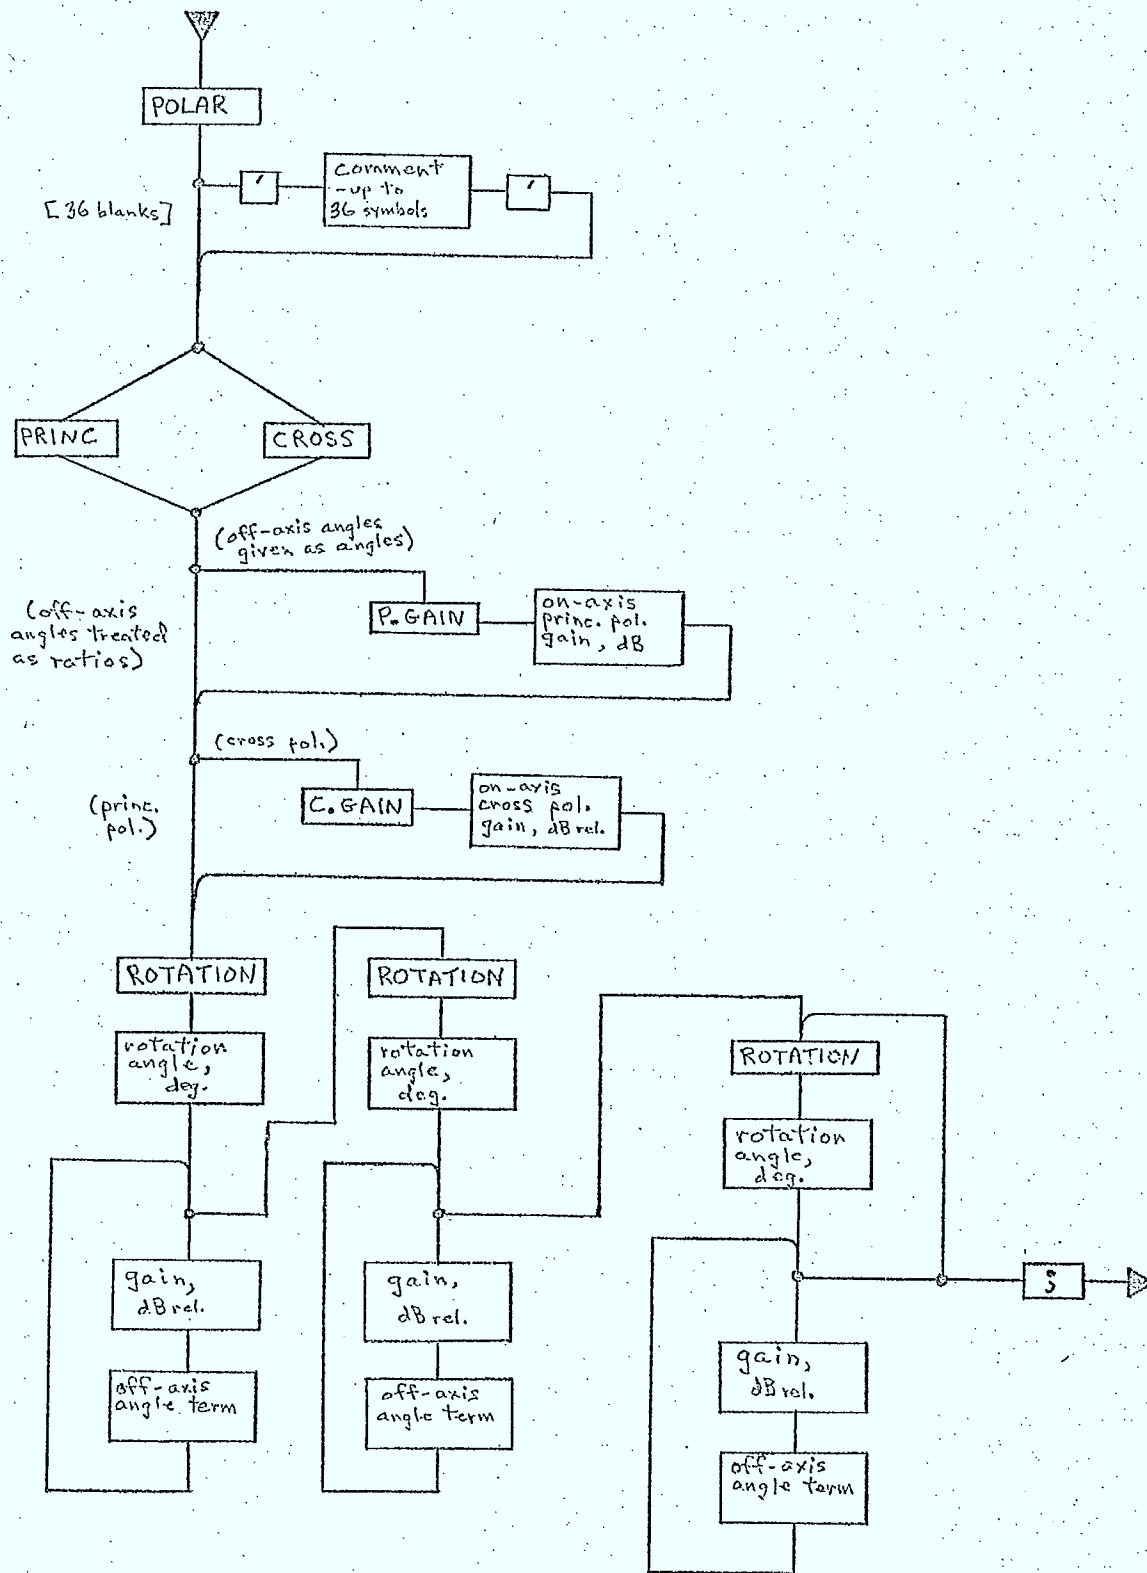 POLAR
'
comment
-up to
36 symbols
'
[36 blanks]
PRINC
CROSS
(off-axis angles
given as angles)
(off-axis
angles treated
as ratios)
P.GAIN
on-axis
princ. pol.
gain, dB
(cross pol.)
(princ.
pol.)
C.GAIN
on-axis
cross pol.
gain, dB rel.
ROTATION
rotation
angle,
deg.
gain,
dB rel.
off-axis
angle term
ROTATION
rotation
angle,
deg.
gain,
dB rel.
off-axis
angle term
ROTATION
rotation
angle,
deg.
gain,
dB rel.
off-axis
angle term
;